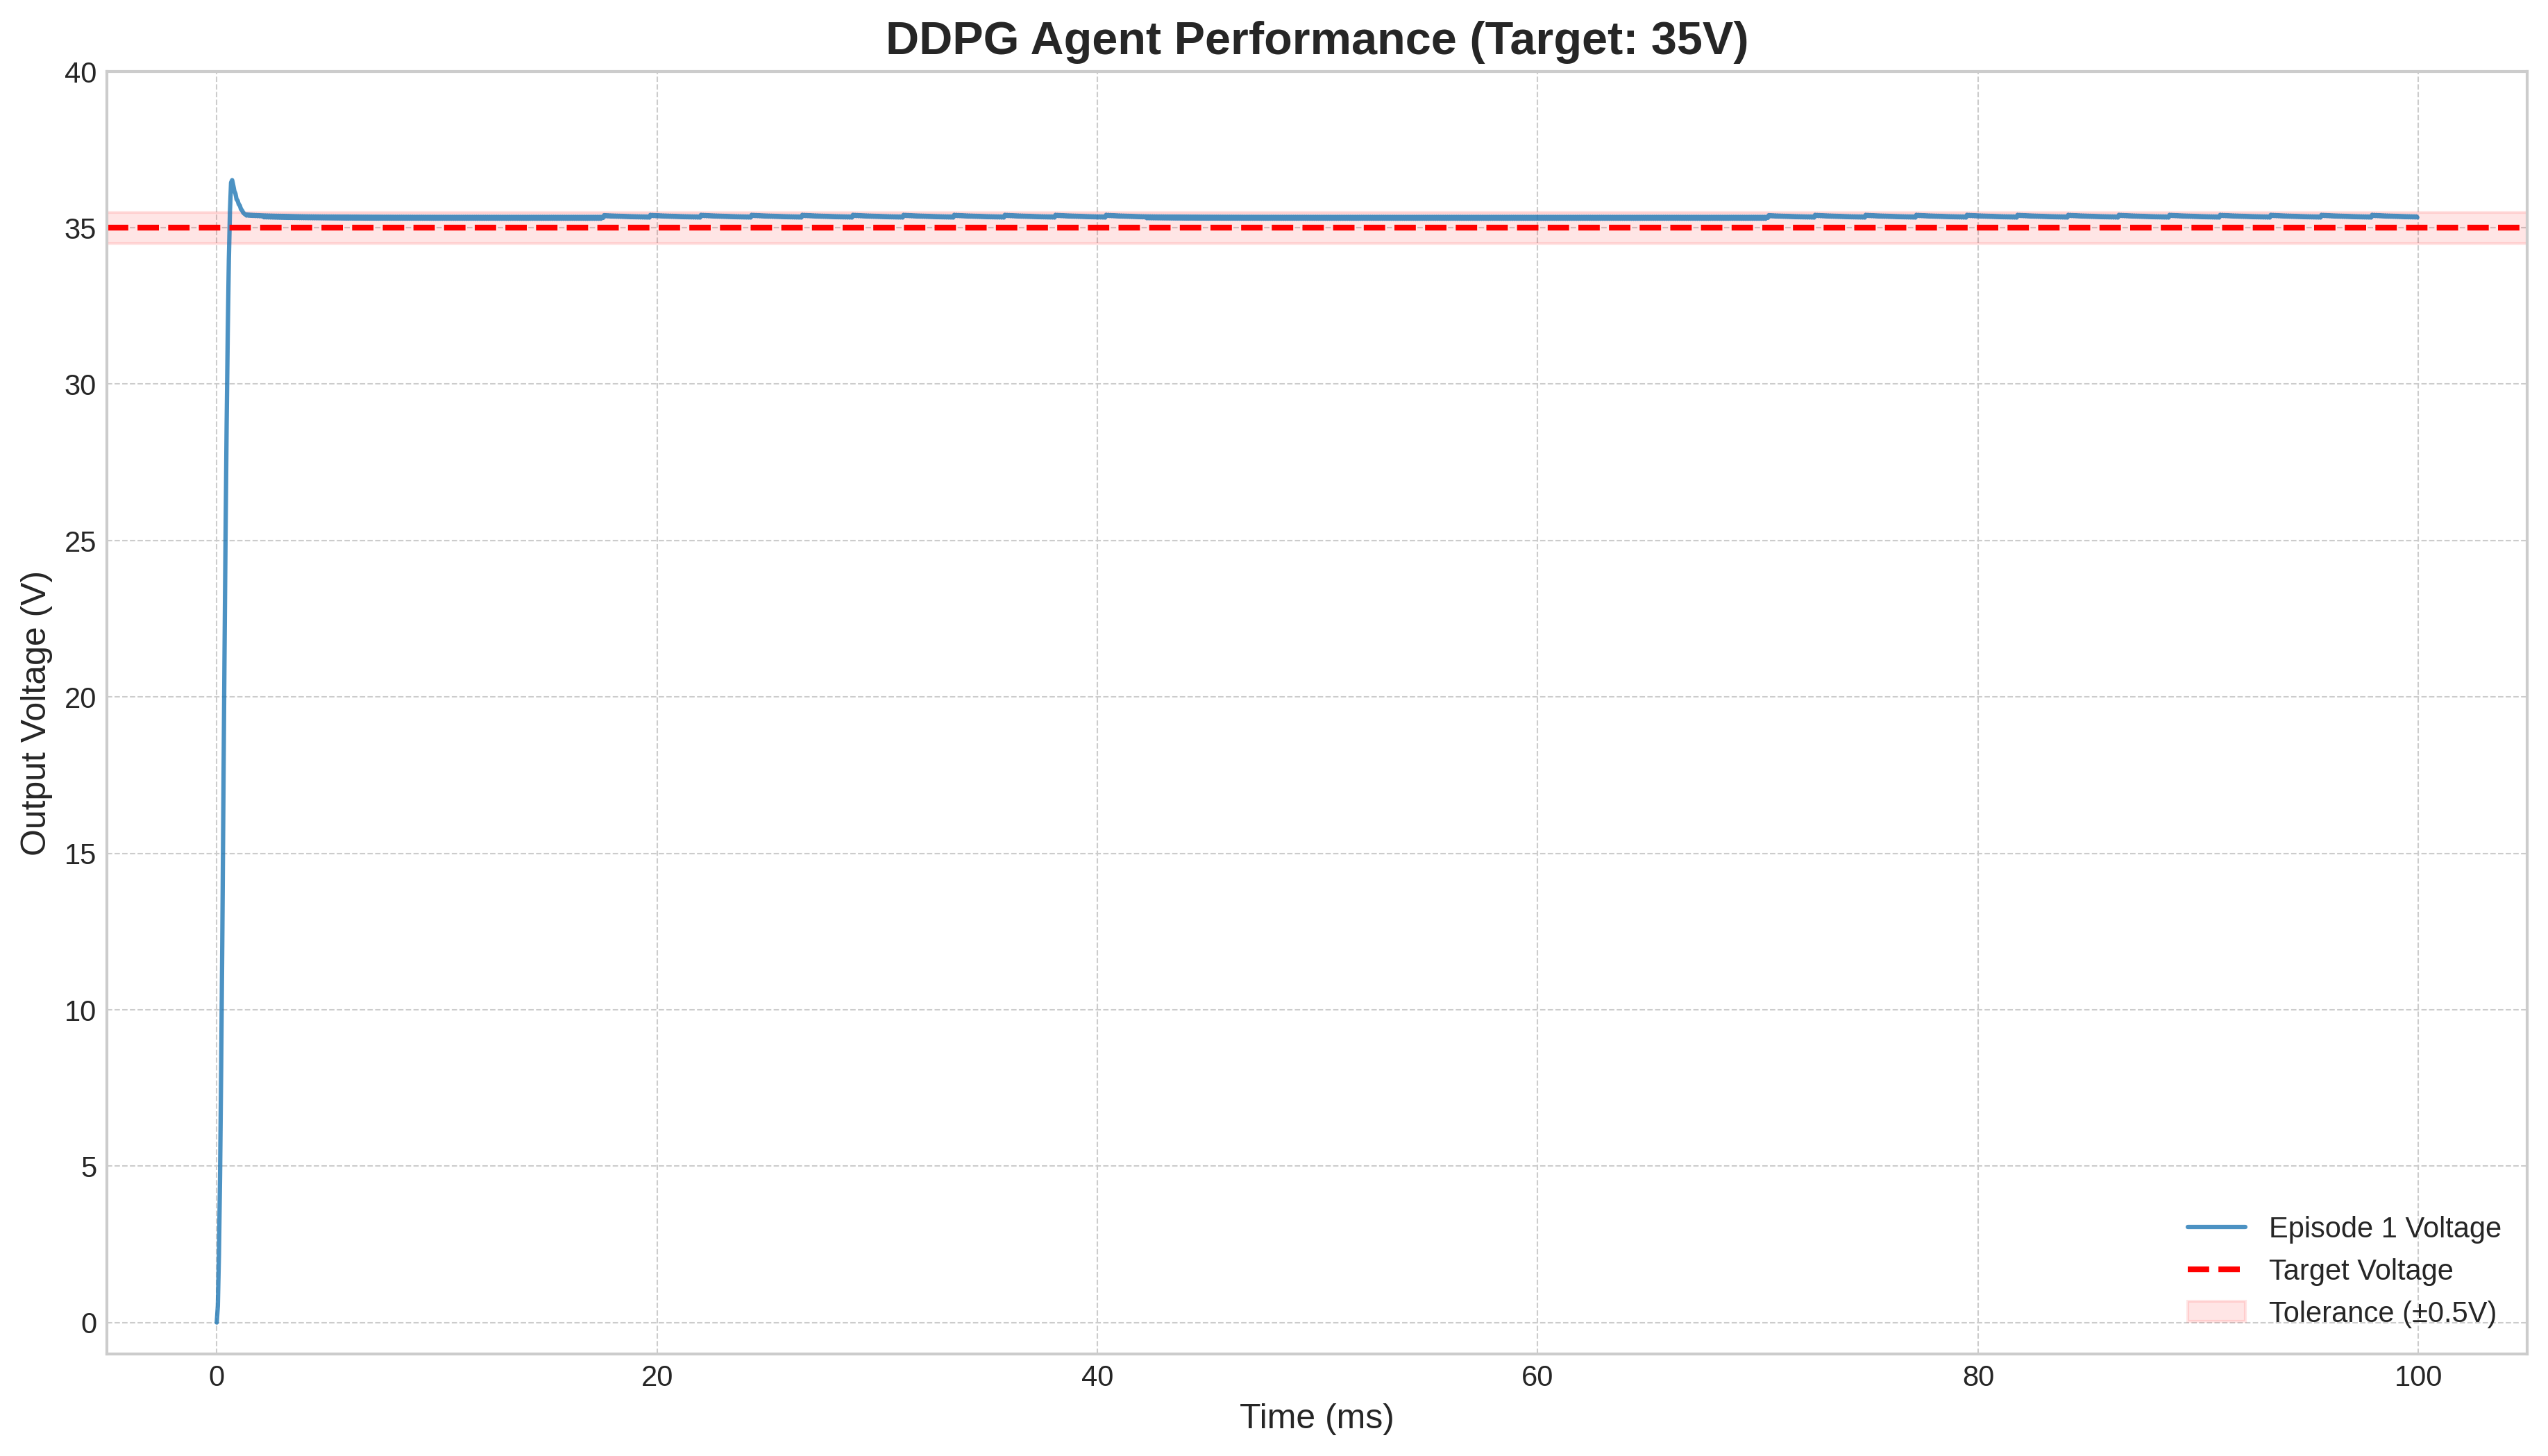 DDPG Agent Performance (Target: 35V)
40
35
30
25
20
15
10
5
0
Output Voltage (V)
0 20 40 60 80 100
Time (ms)
Episode 1 Voltage
Target Voltage
Tolerance (±0.5V)